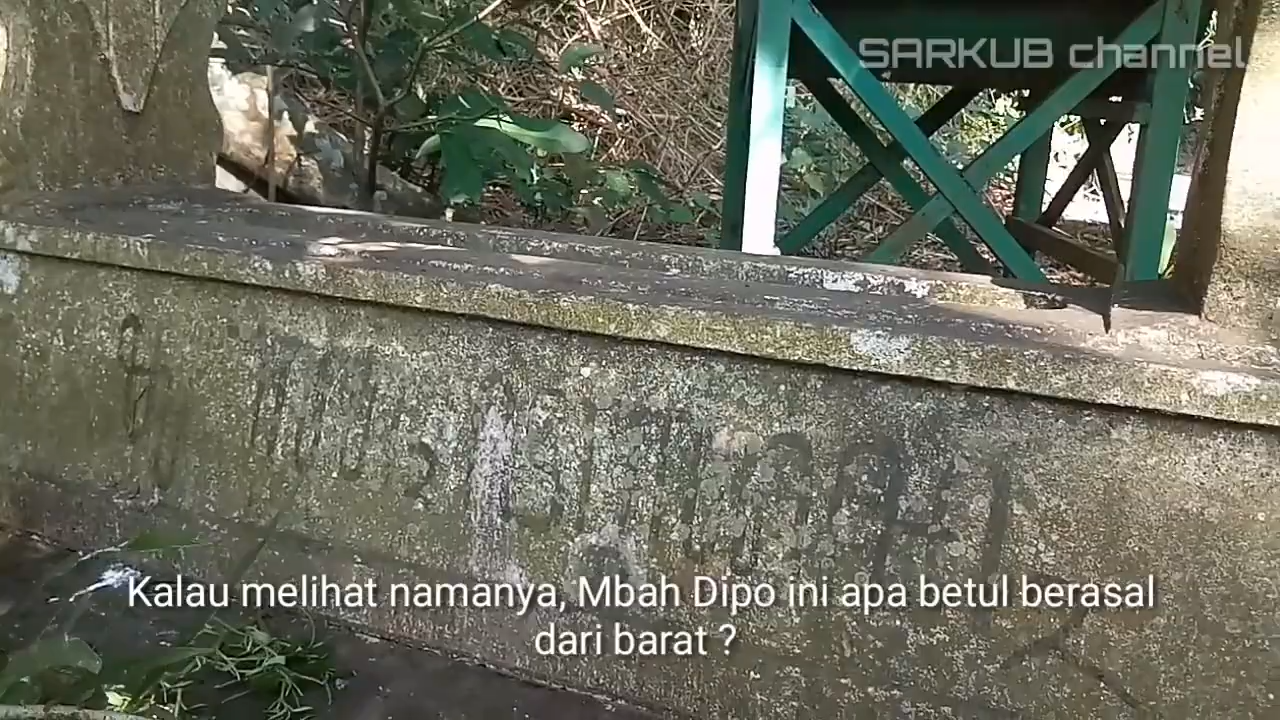 SARKUB channel
Kalau melihat namanya, Mbah Dipo ini apa betul berasal
dari barat ?